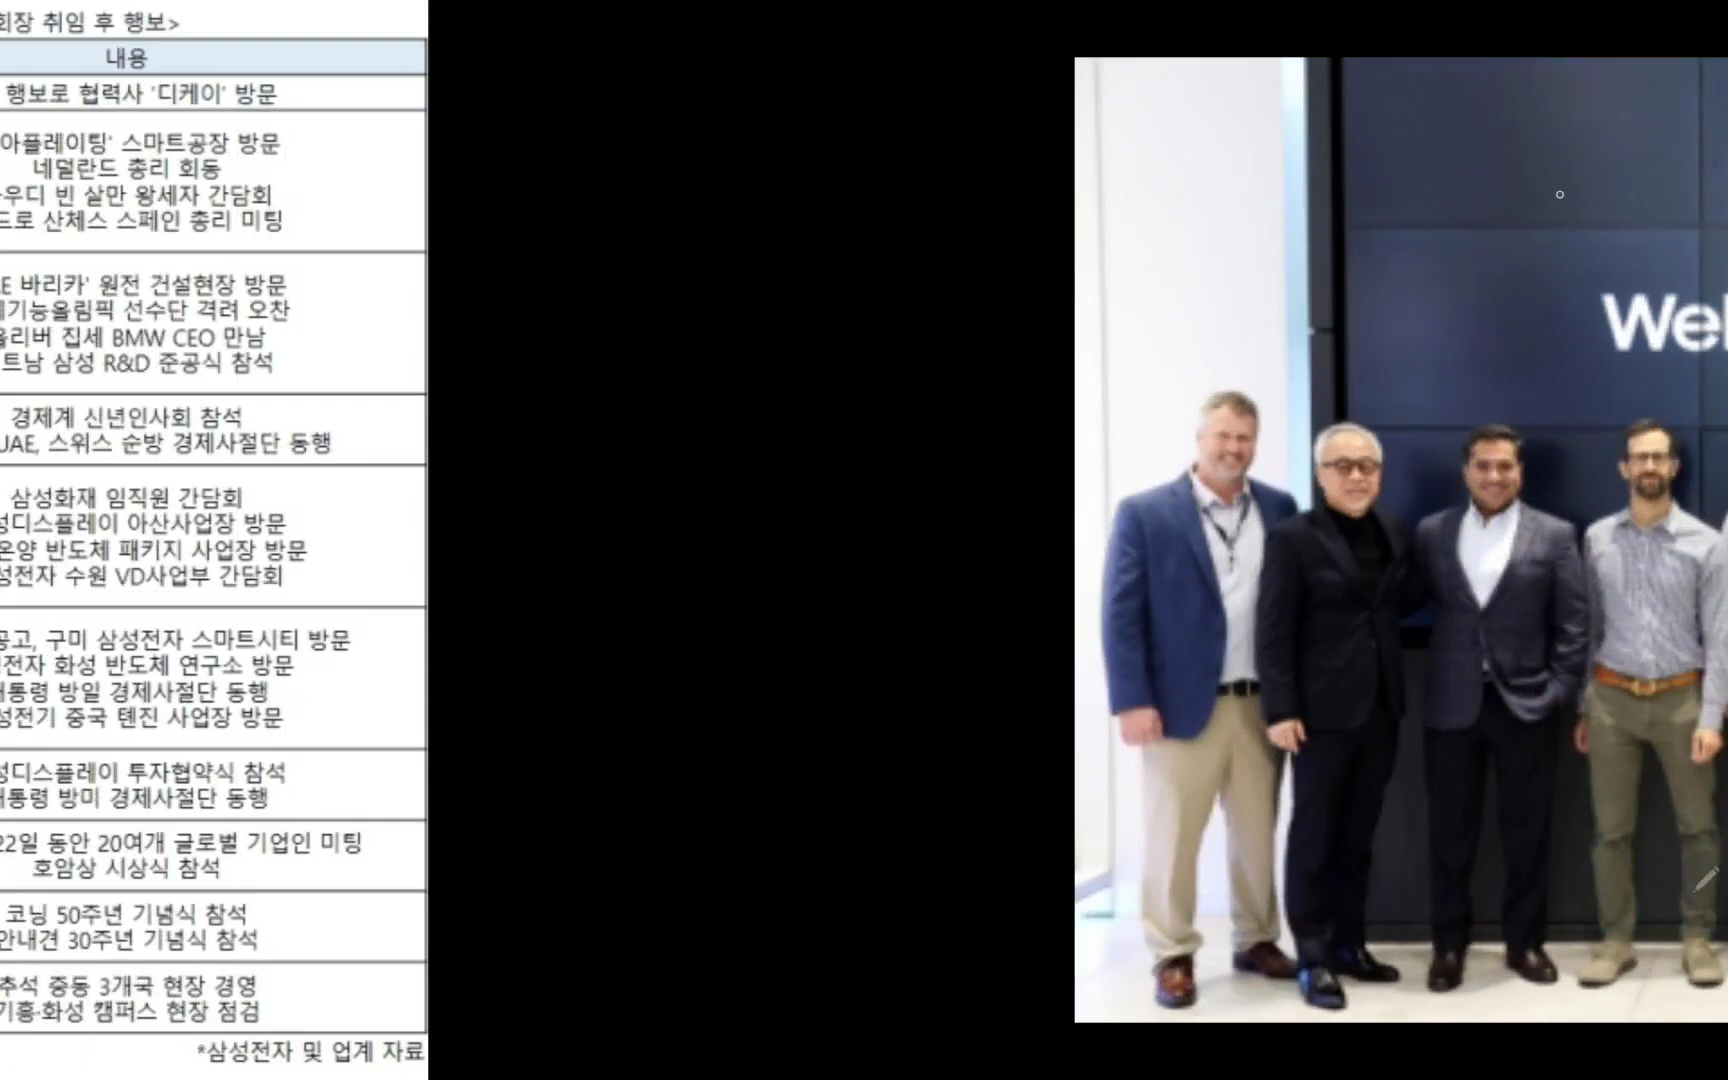 회장 취임 후 행보>
내용
행보로 협력사 '디케이' 방문
아플레이팅' 스마트공장 방문
네덜란드 총리 회동
우디 빈 살만 왕세자 간담회
드로 산체스 스페인 총리 미팅
E 바라카' 원전 건설현장 방문
기능올림픽 선수단 격려 오찬
올리버 집세 BMW CEO 만남
트남 삼성 R&D 준공식 참석
경제계 신년인사회 참석
UAE, 스위스 순방 경제사절단 동행
삼성화재 임직원 간담회
성디스플레이 아산사업장 방문
온양 반도체 패키지 사업장 방문
성전자 수원 VD사업부 간담회
공고, 구미 삼성전자 스마트시티 방문
전자 화성 반도체 연구소 방문
대통령 방일 경제사절단 동행
성전기 중국 톈진 사업장 방문
성디스플레이 투자협약식 참석
대통령 방미 경제사절단 동행
22일 동안 20여개 글로벌 기업인 미팅
호암상 시상식 참석
코닝 50주년 기념식 참석
안내견 30주년 기념식 참석
추석 중동 3개국 현장 경영
기흥·화성 캠퍼스 현장 점검
*삼성전자 및 업계 자료
Wel